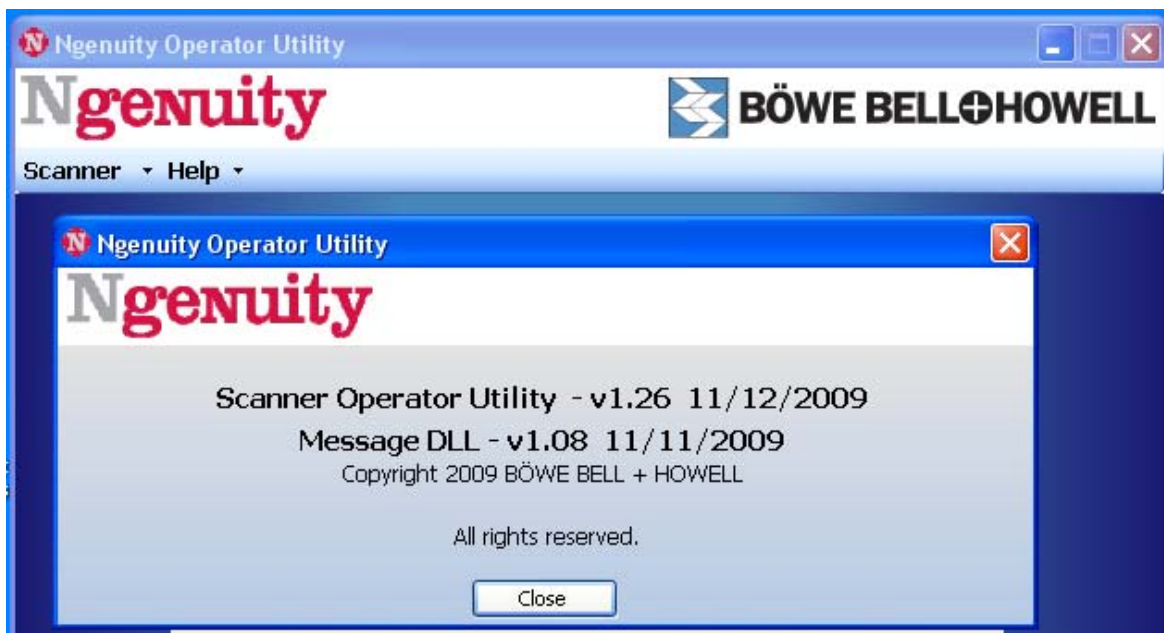 Ngenuity Operator Utility
Ngenuity BÖWE BELL+HOWELL
Scanner Help
Ngenuity Operator Utility
Ngenuity
Scanner Operator Utility - v1.26 11/12/2009
Message DLL - v1.08 11/11/2009
Copyright 2009 BÖWE BELL + HOWELL
All rights reserved.
Close